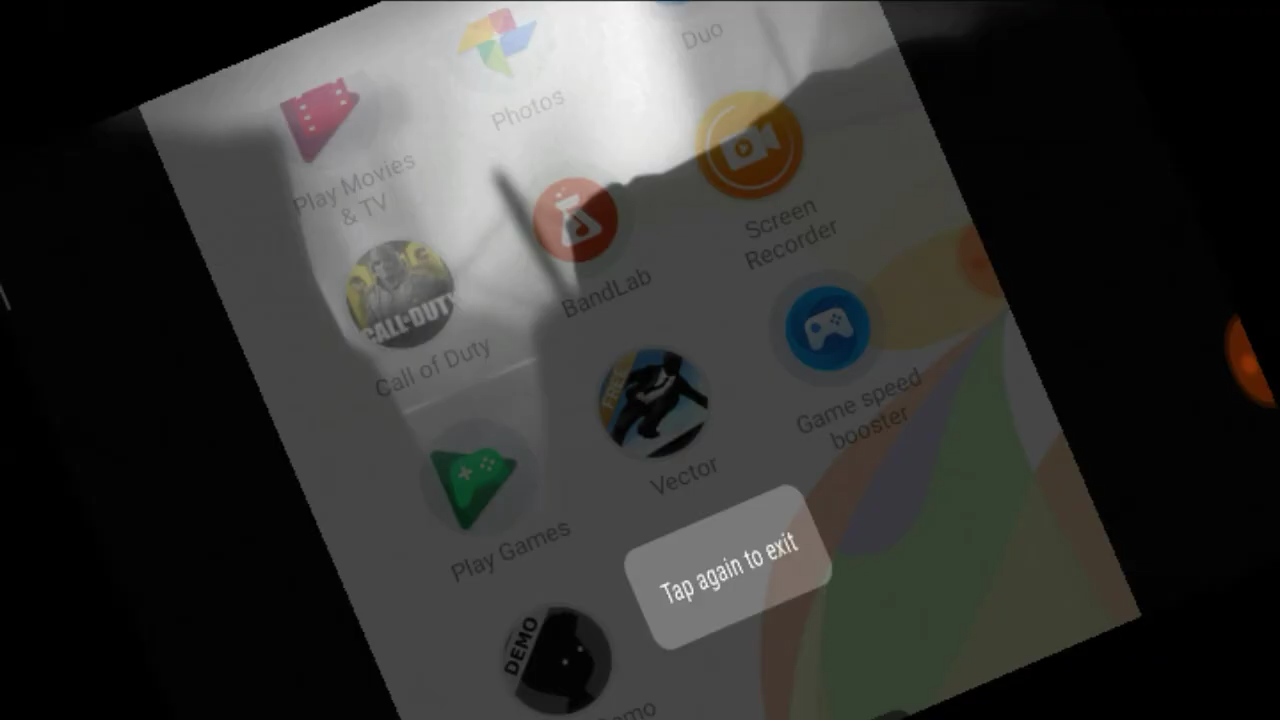 Duo
Photos
Play Movies
& TV
Screen
Recorder
BandLab
CALL·DUTY
Call of Duty
FREE
Game speed
booster
Vector
Play Games
Tap again to exit
DEMO